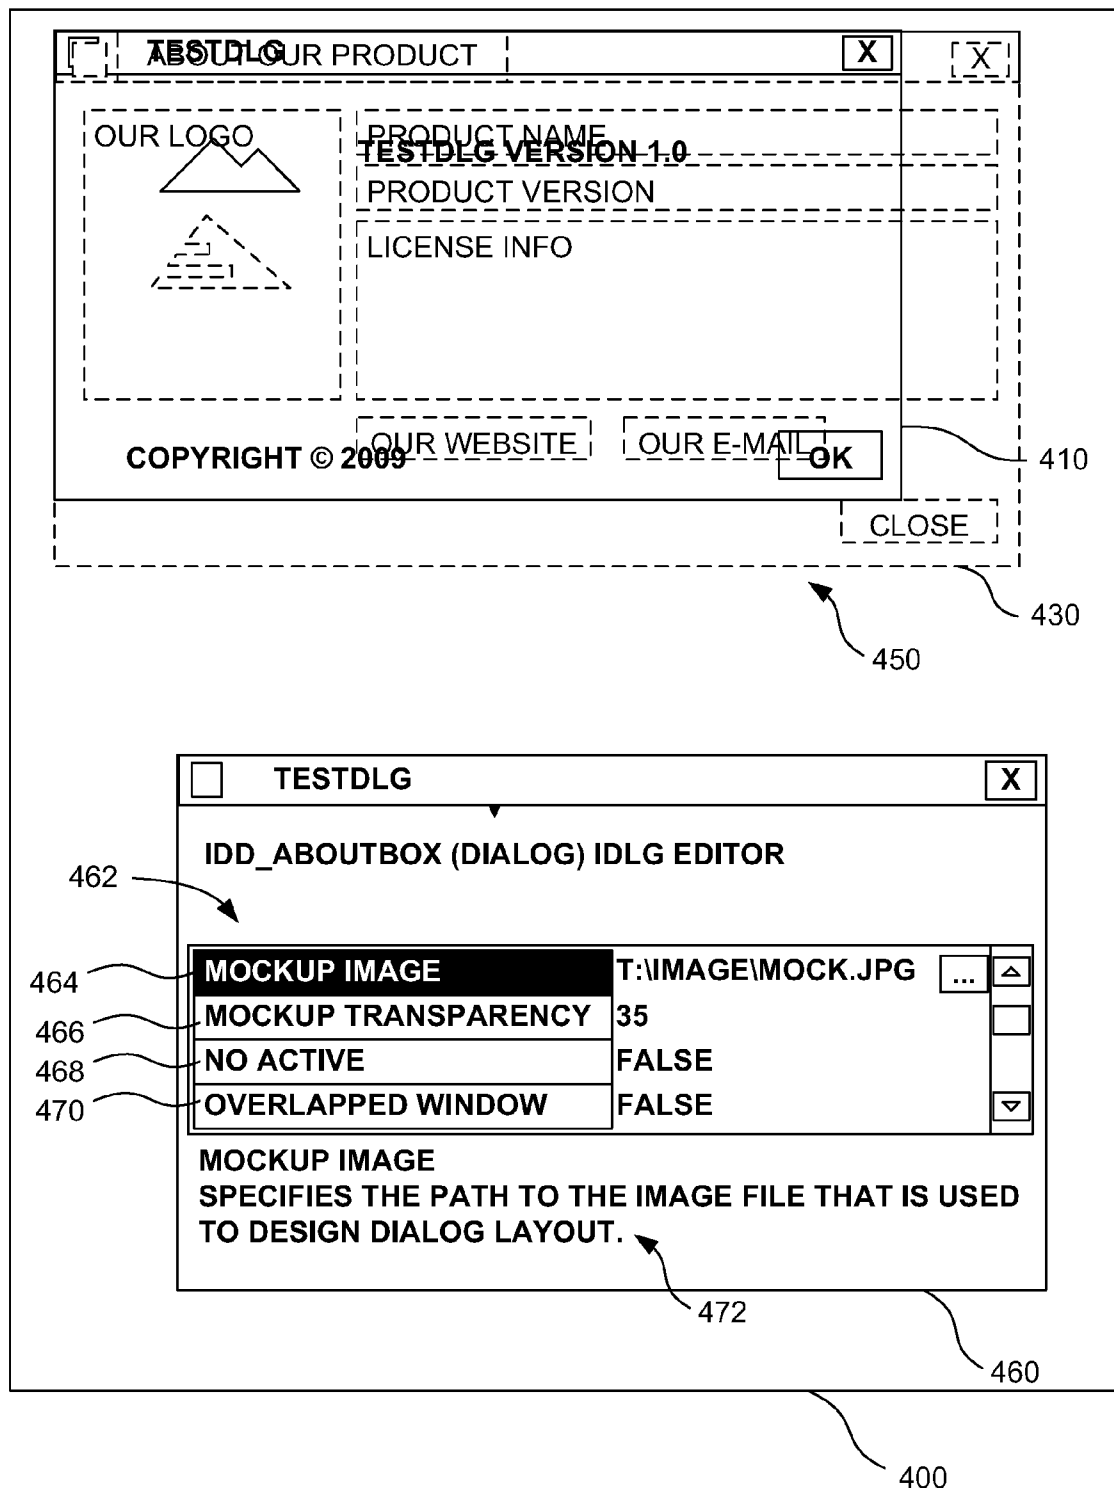 TESTDLG
ABOUT OUR PRODUCT
X
X
OUR LOGO
PRODUCT NAME
TESTDLG VERSION 1.0
PRODUCT VERSION
LICENSE INFO
OUR WEBSITE
OUR E-MAIL
COPYRIGHT © 2009
OK
410
CLOSE
430
450
TESTDLG
X
IDD_ABOUTBOX (DIALOG) IDLG EDITOR
462
464
MOCKUP IMAGE T:\IMAGE\MOCK.JPG ...
466
MOCKUP TRANSPARENCY 35
468
NO ACTIVE FALSE
470
OVERLAPPED WINDOW FALSE
MOCKUP IMAGE
SPECIFIES THE PATH TO THE IMAGE FILE THAT IS USED
TO DESIGN DIALOG LAYOUT.
472
460
400